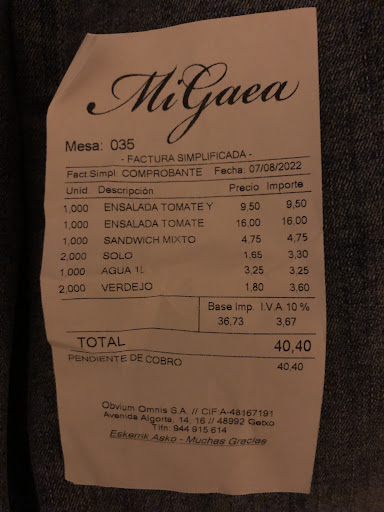 MiGaea
Mesa: 035
- FACTURA SIMPLIFICADA -
Fact.Simpl. COMPROBANTE Fecha: 07/08/2022
Unid. Descripción Precio Importe
1,000 ENSALADA TOMATE Y 9,50 9,50
1,000 ENSALADA TOMATE 16,00 16,00
1,000 SANDWICH MIXTO 4,75 4,75
2,000 SOLO 1,65 3,30
1,000 AGUA 1L 3,25 3,25
2,000 VERDEJO 1,80 3,60
Base Imp. I.V.A. 10 %
36,73 3,67
TOTAL 40,40
PENDIENTE DE COBRO 40,40
Obvium Omnis S.A. // CIF:A-48167191
Avenida Algorta, 14, 16 // 48992 Getxo
Tlfn: 944 915 614
Eskerrik Asko - Muchas Gracias